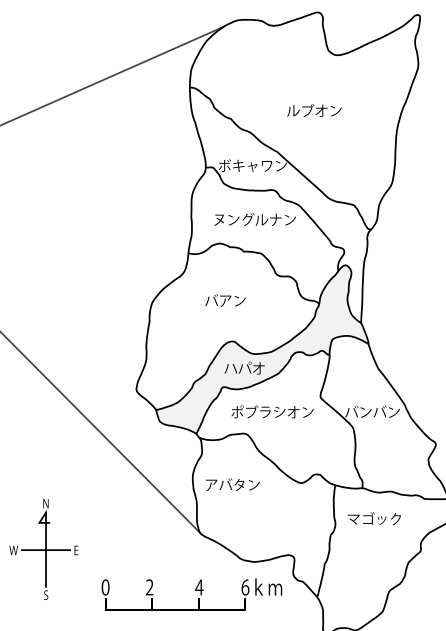 ルブオン
ボキャワン
ヌングルナン
バアン
ハパオ
ポブラシオン
バンバン
アバタン
マゴック
N
W E
S
0 2 4 6km